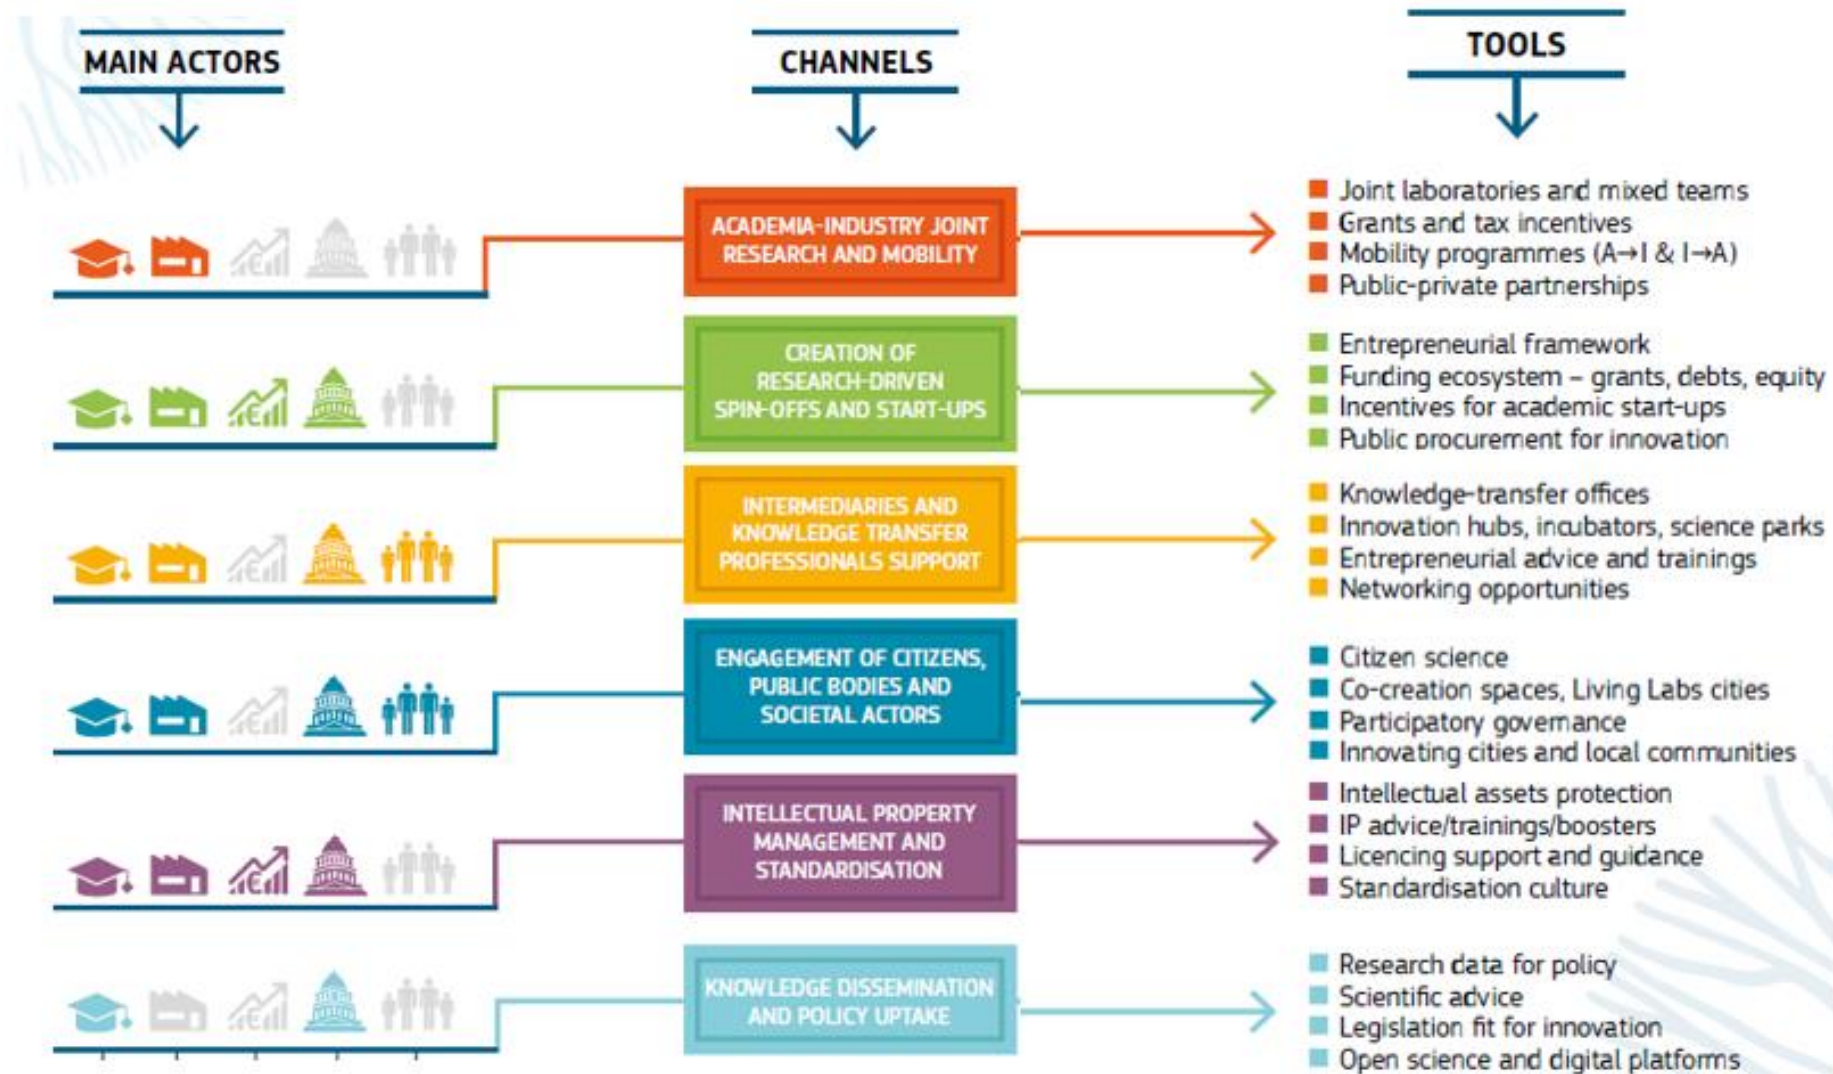 MAIN ACTORS
CHANNELS
TOOLS
ACADEMIA-INDUSTRY JOINT
RESEARCH AND MOBILITY
Joint laboratories and mixed teams
Grants and tax incentives
Mobility programmes (A→I & I→A)
Public-private partnerships
CREATION OF
RESEARCH-DRIVEN
SPIN-OFFS AND START-UPS
Entrepreneurial framework
Funding ecosystem – grants, debts, equity
Incentives for academic start-ups
Public procurement for innovation
INTERMEDIARIES AND
KNOWLEDGE TRANSFER
PROFESSIONALS SUPPORT
Knowledge-transfer offices
Innovation hubs, incubators, science parks
Entrepreneurial advice and trainings
Networking opportunities
ENGAGEMENT OF CITIZENS,
PUBLIC BODIES AND
SOCIETAL ACTORS
Citizen science
Co-creation spaces, Living Labs cities
Participatory governance
Innovating cities and local communities
INTELLECTUAL PROPERTY
MANAGEMENT AND
STANDARDISATION
Intellectual assets protection
IP advice/trainings/boosters
Licencing support and guidance
Standardisation culture
KNOWLEDGE DISSEMINATION
AND POLICY UPTAKE
Research data for policy
Scientific advice
Legislation fit for innovation
Open science and digital platforms